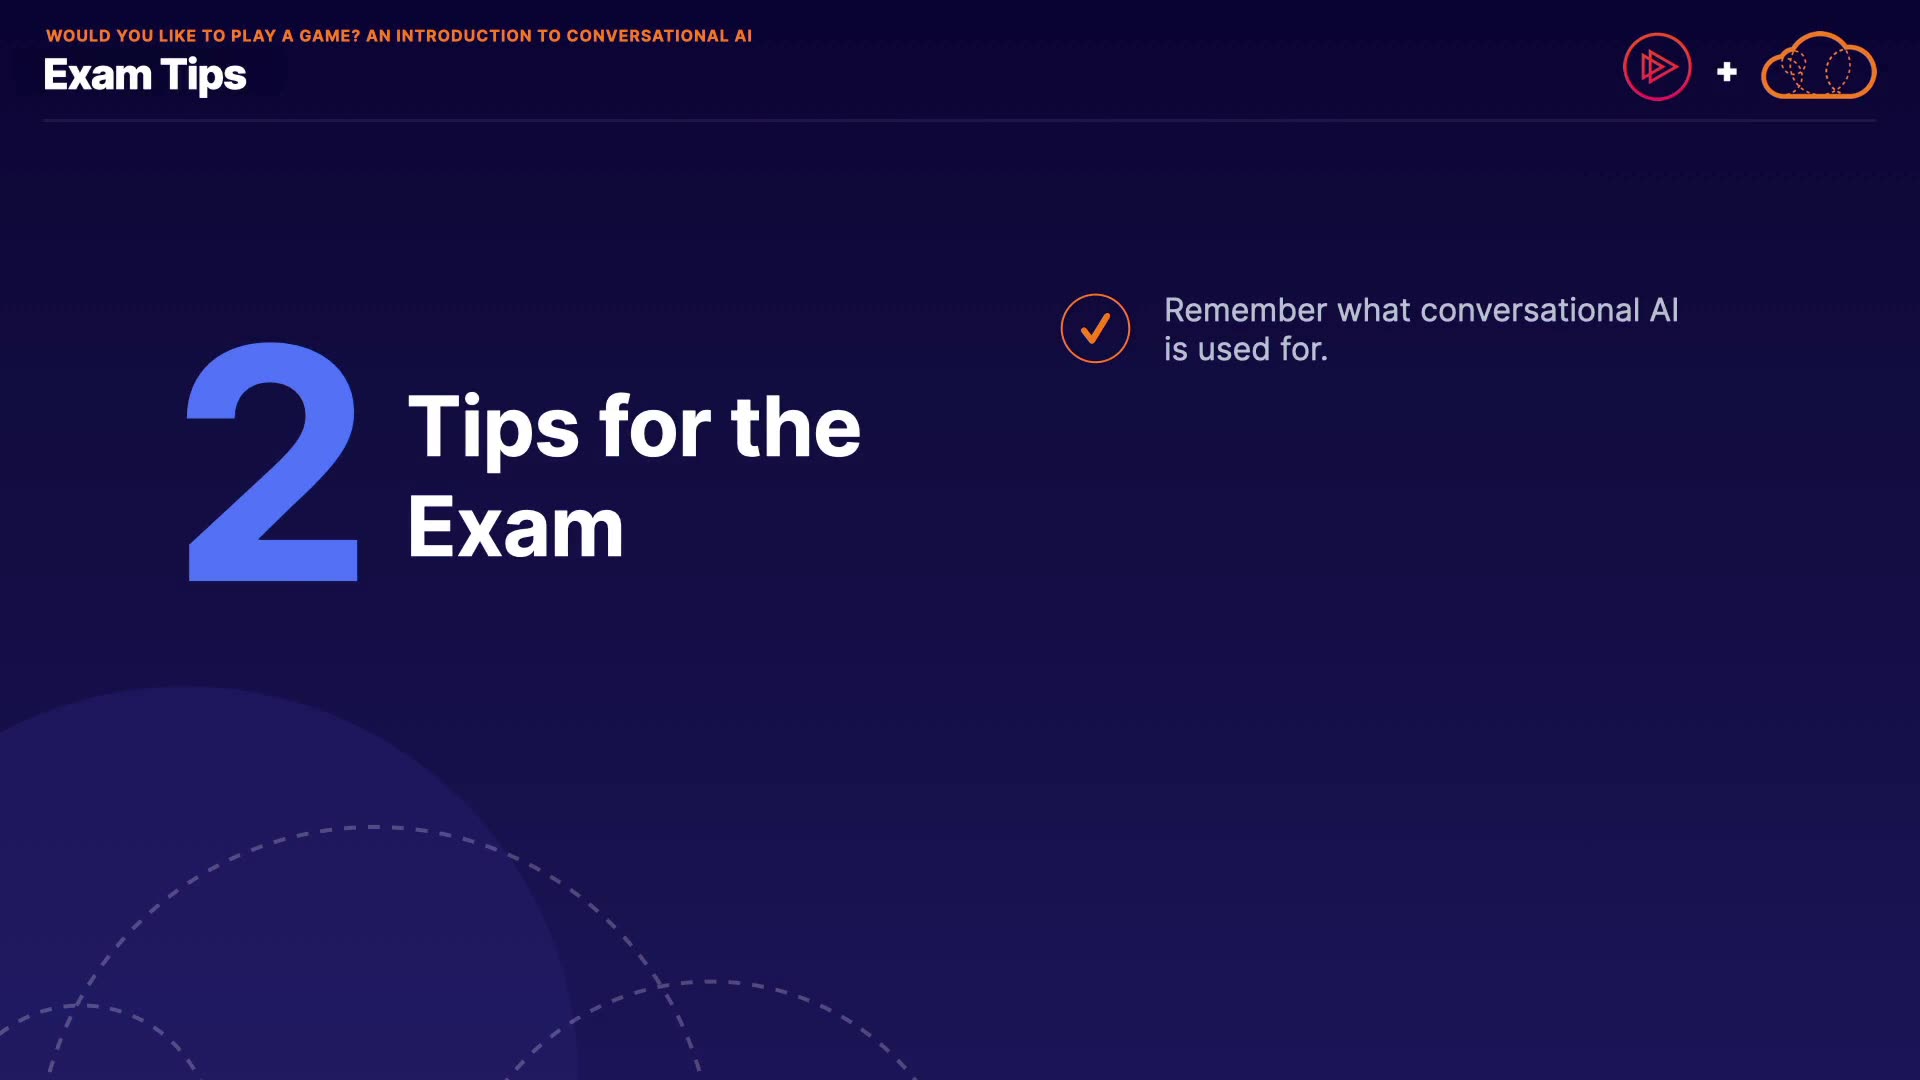 WOULD YOU LIKE TO PLAY A GAME? AN INTRODUCTION TO CONVERSATIONAL AI
Exam Tips
2
Tips for the
Exam
Remember what conversational AI
is used for.